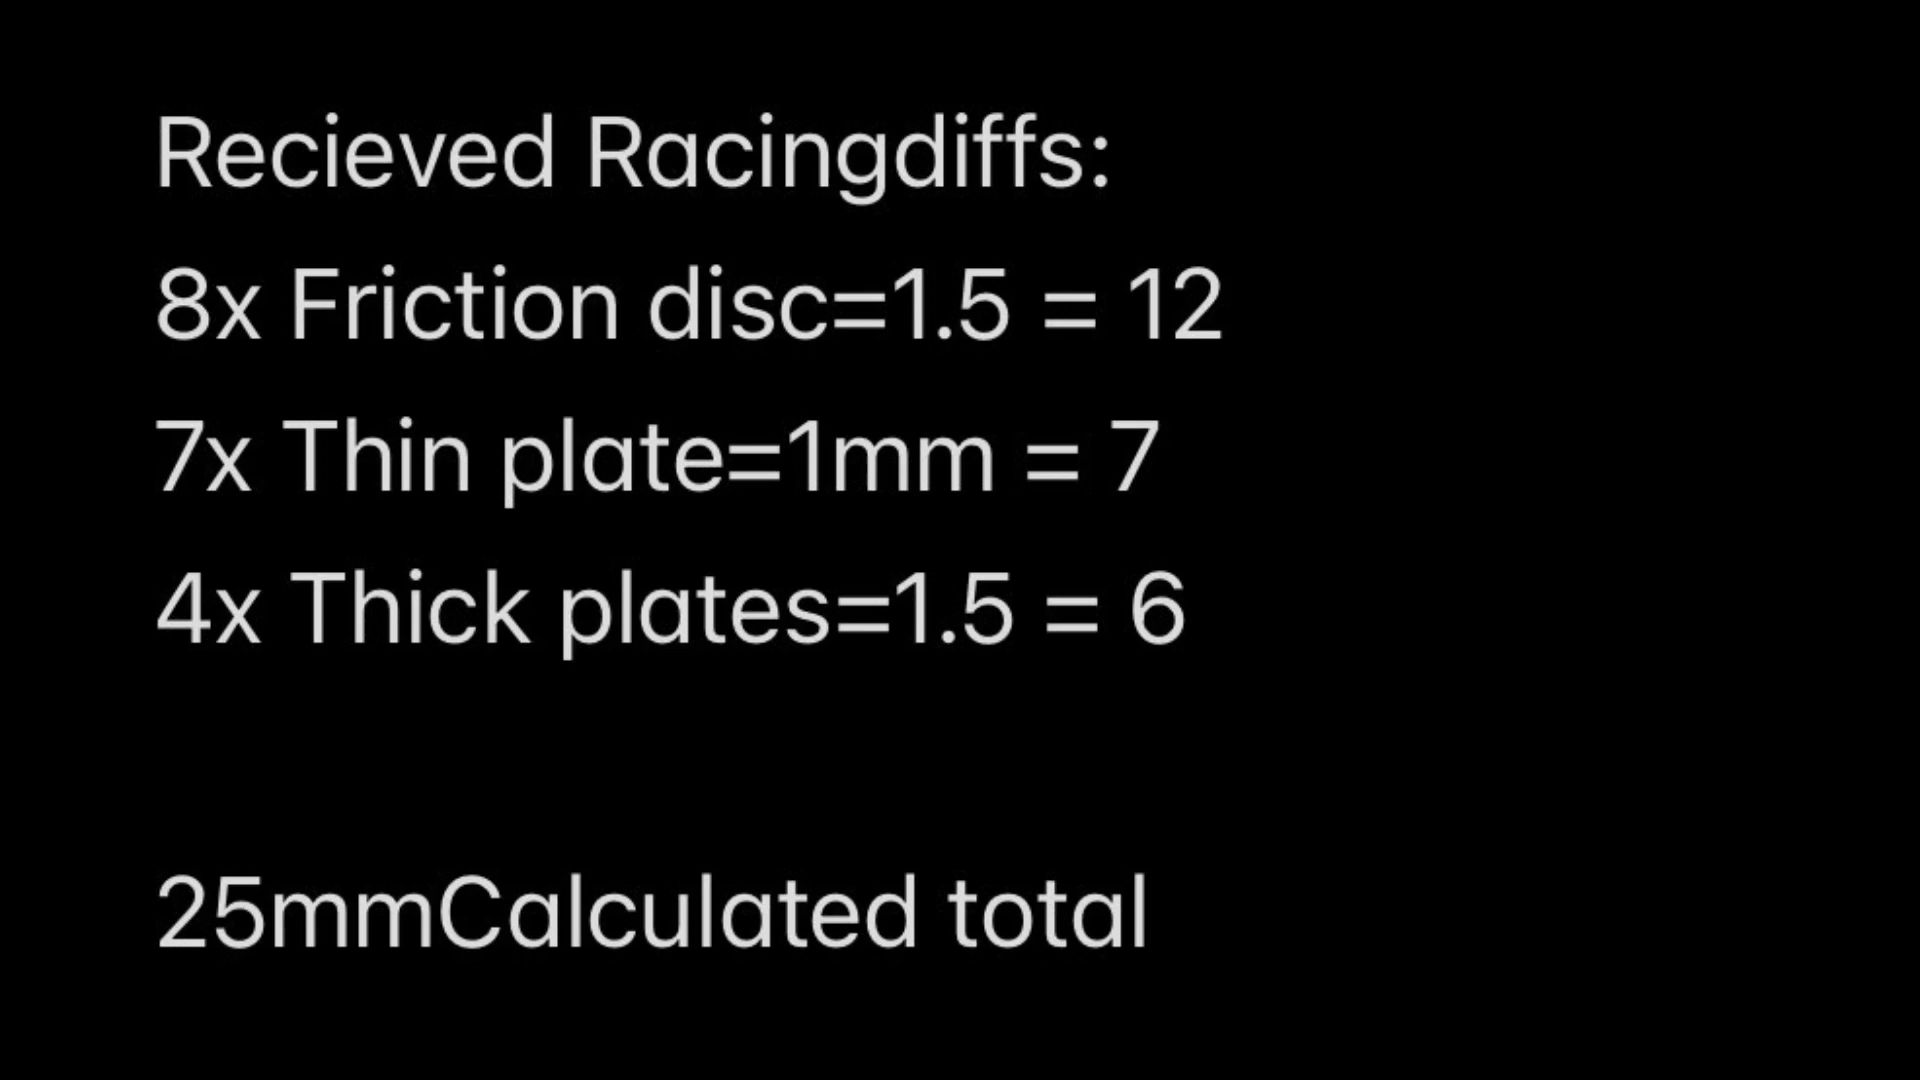 Recieved Racingdiffs:
8x Friction disc=1.5 = 12
7x Thin plate=1mm = 7
4x Thick plates=1.5 = 6
25mmCalculated total